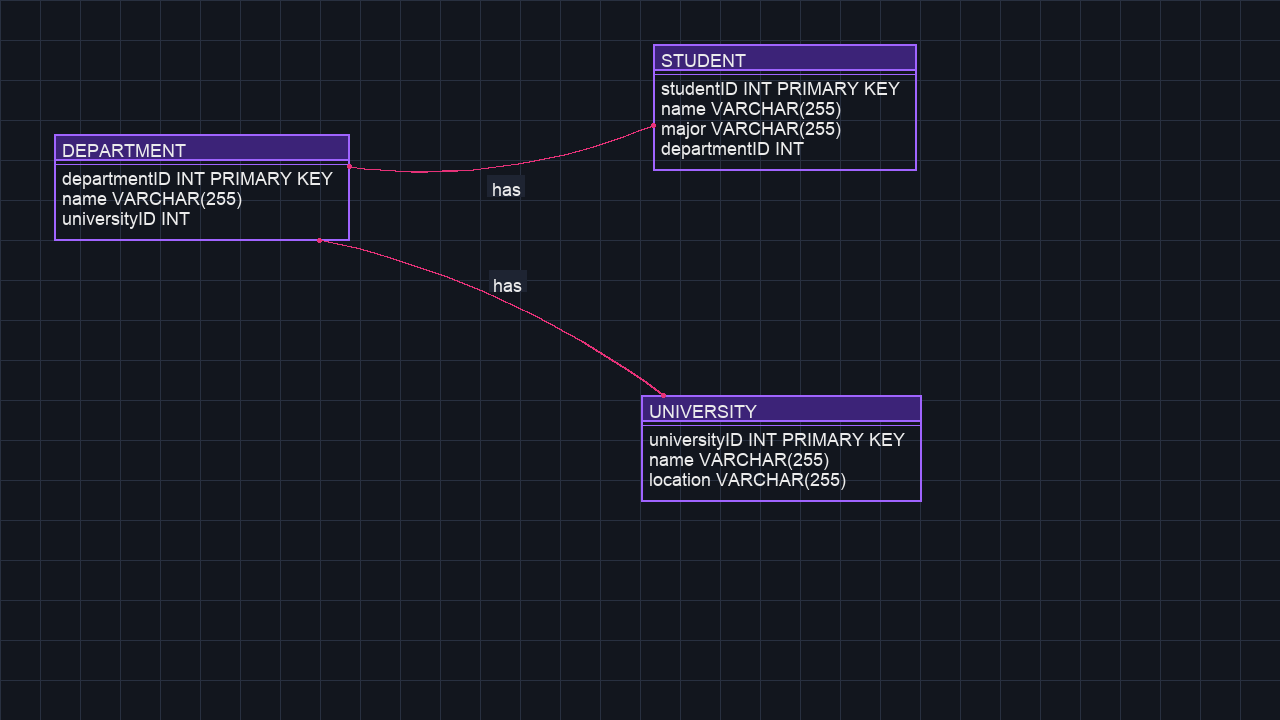 STUDENT
studentID INT PRIMARY KEY
name VARCHAR(255)
major VARCHAR(255)
departmentID INT
DEPARTMENT
departmentID INT PRIMARY KEY
name VARCHAR(255)
universityID INT
has
has
UNIVERSITY
universityID INT PRIMARY KEY
name VARCHAR(255)
location VARCHAR(255)